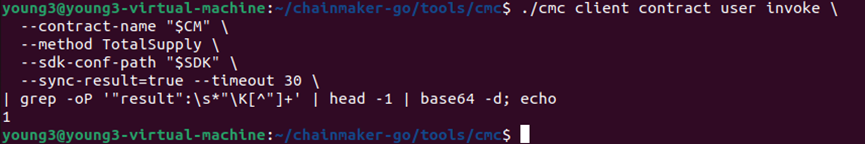 young3@young3-virtual-machine:~/chainmaker-go/tools/cmc$ ./cmc client contract user invoke \
  --contract-name "$CM" \
  --method TotalSupply \
  --sdk-conf-path "$SDK" \
  --sync-result=true --timeout 30 \
| grep -oP '"result":\s*"\K[^"]+' | head -1 | base64 -d; echo
1
young3@young3-virtual-machine:~/chainmaker-go/tools/cmc$